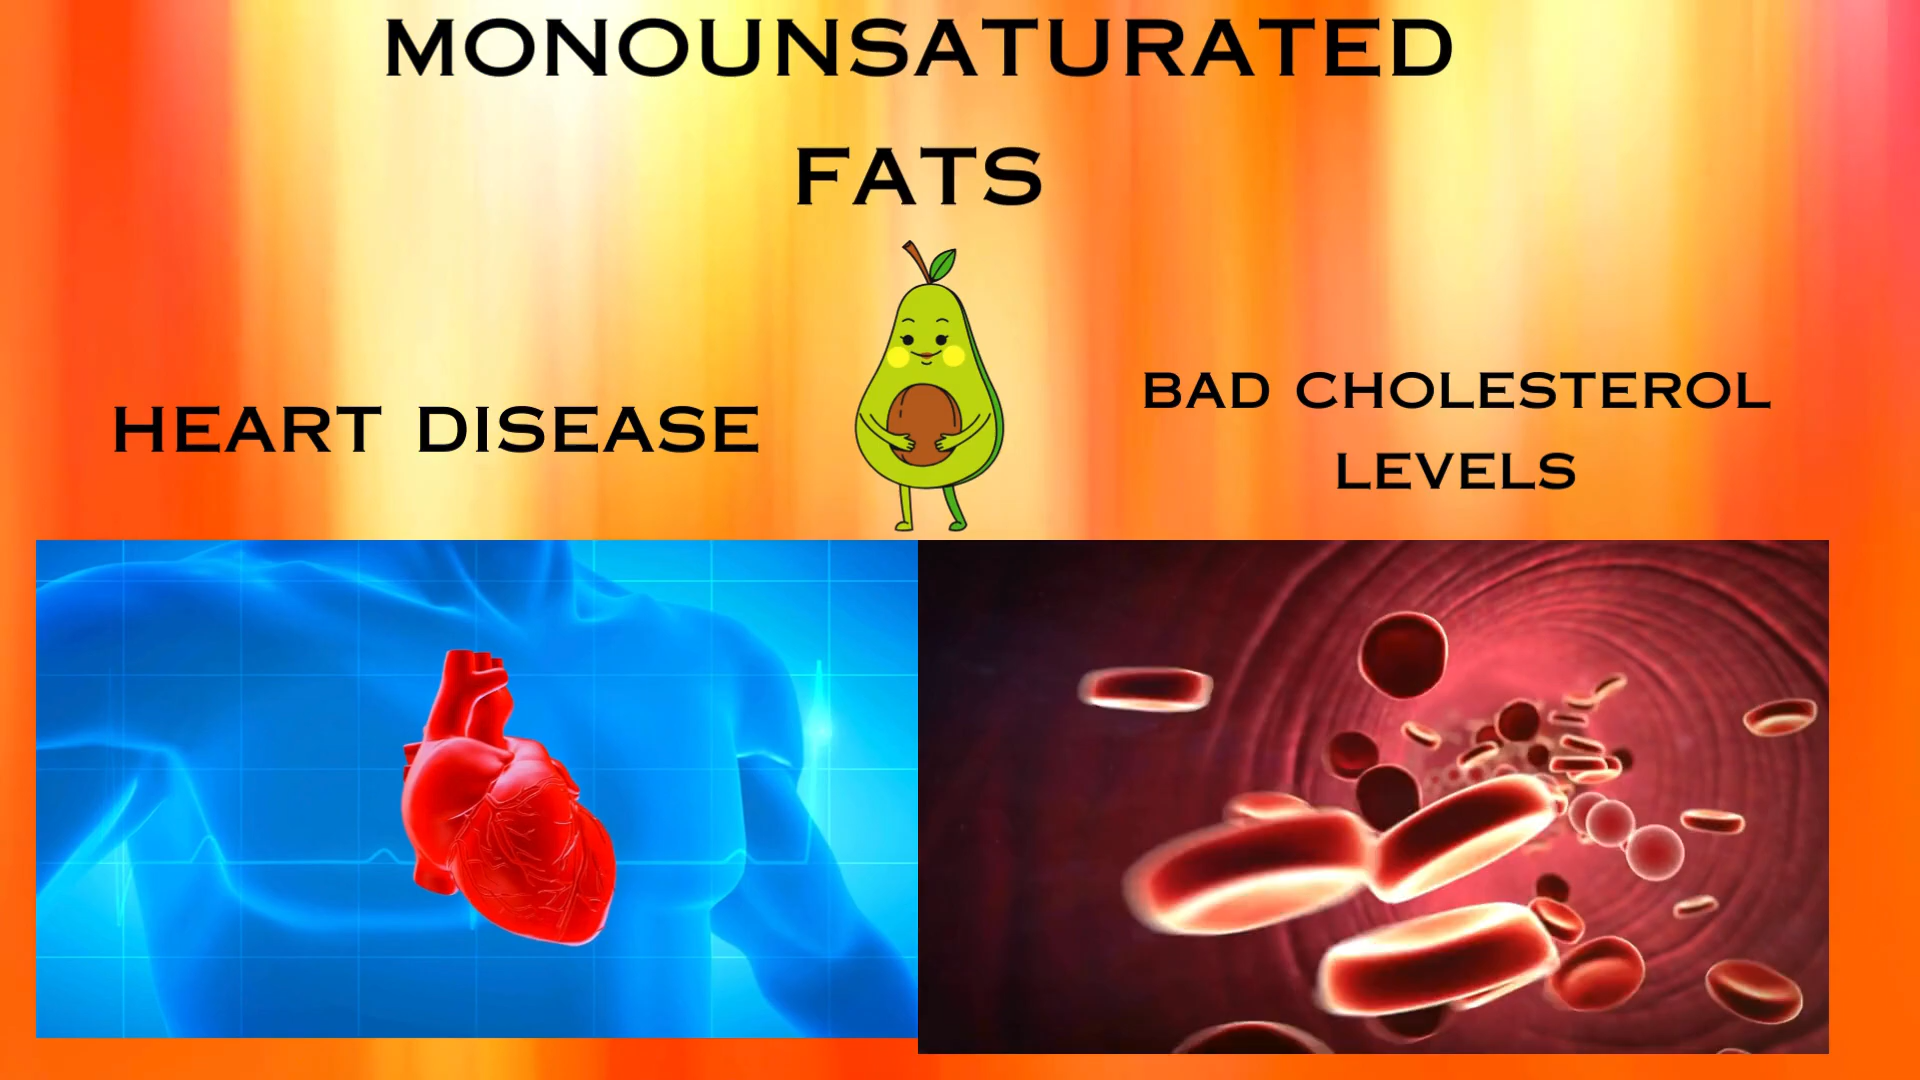 MONOUNSATURATED
FATS
HEART DISEASE
BAD CHOLESTEROL
LEVELS